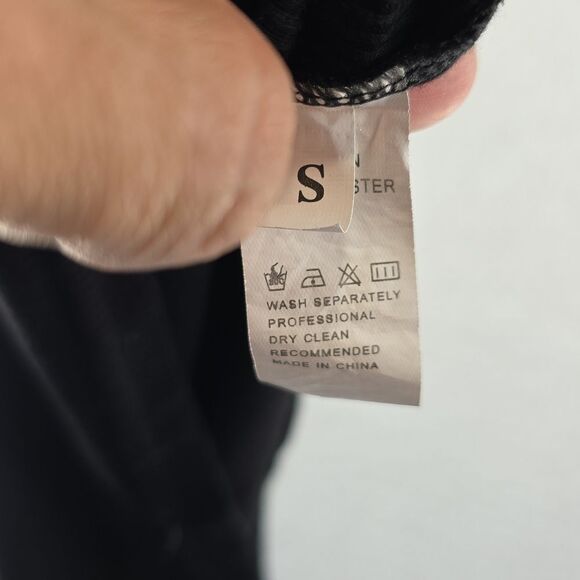 S
N
STER
WASH SEPARATELY
PROFESSIONAL
DRY CLEAN
RECOMMENDED
MADE IN CHINA